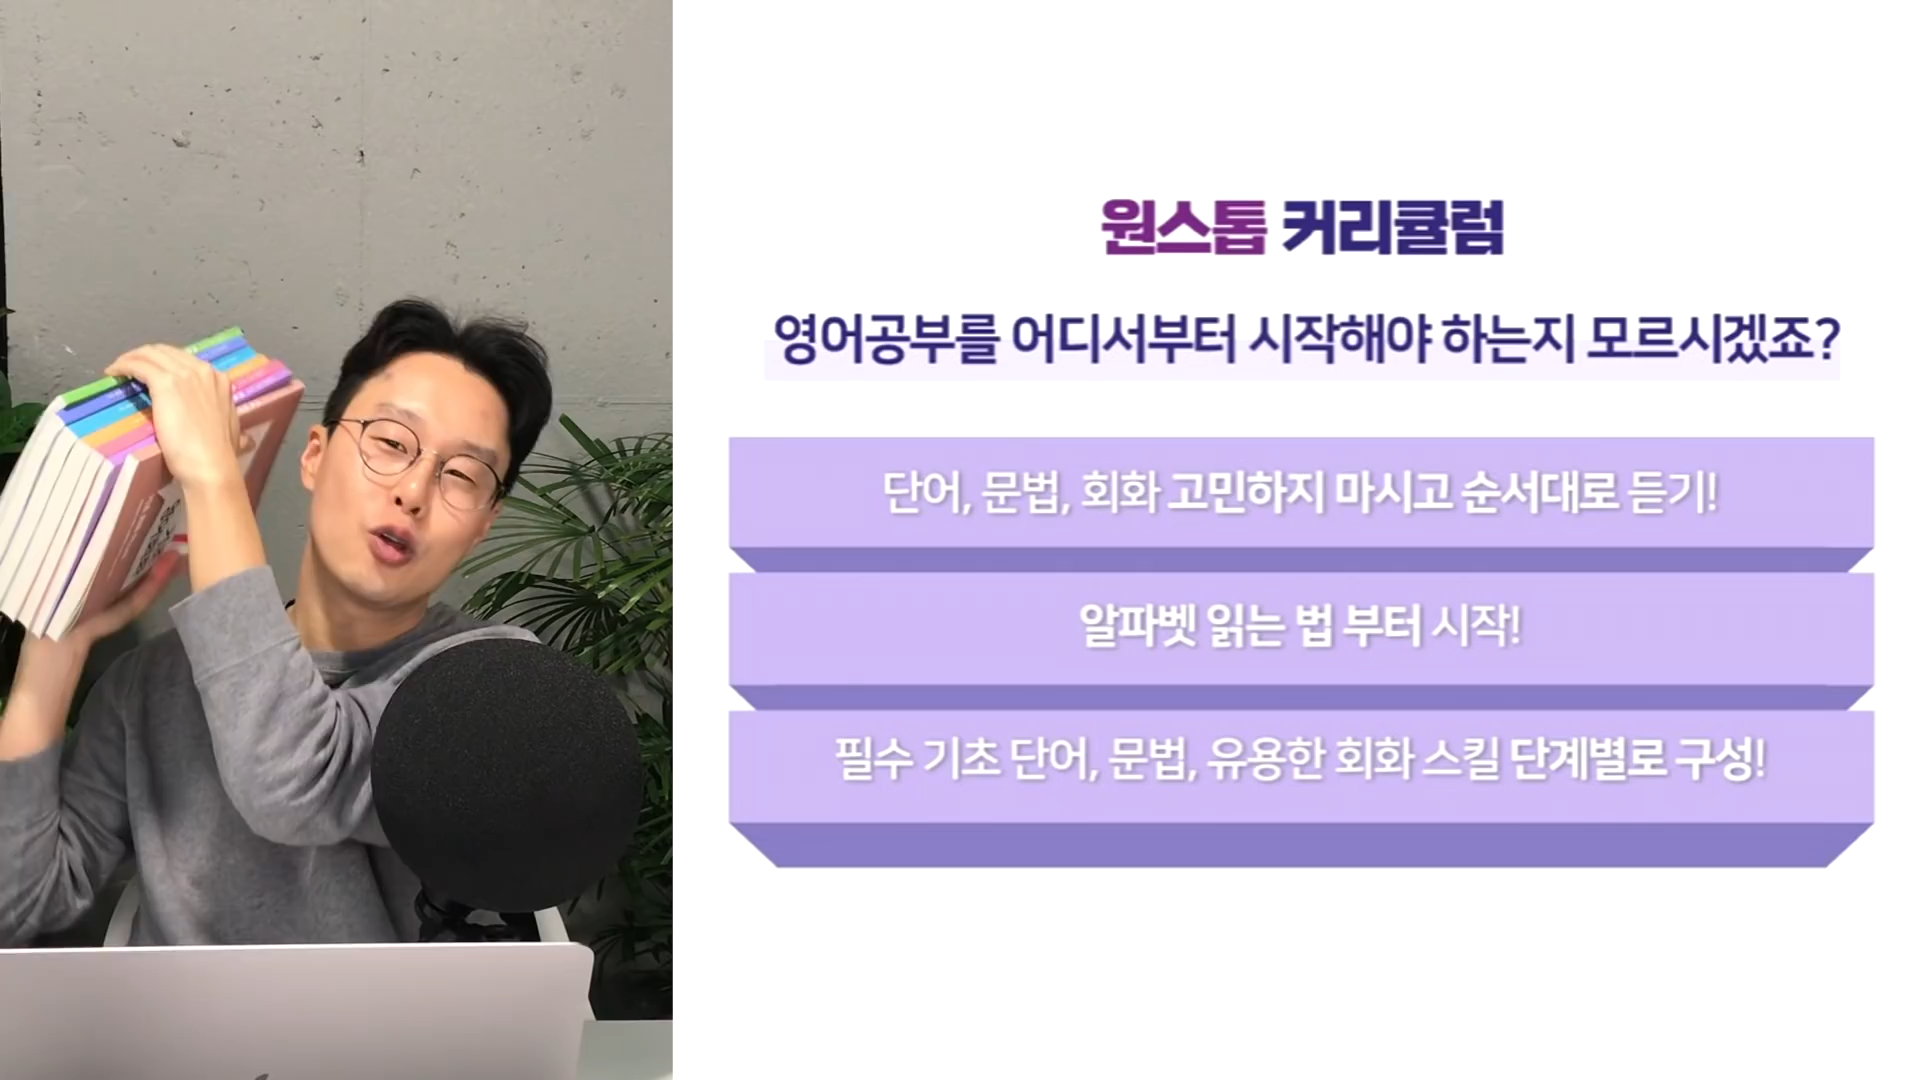 원스톱 커리큘럼
영어공부를 어디서부터 시작해야 하는지 모르시겠죠?
단어, 문법, 회화 고민하지 마시고 순서대로 듣기!
알파벳 읽는 법 부터 시작!
필수 기초 단어, 문법, 유용한 회화 스킬 단계별로 구성!